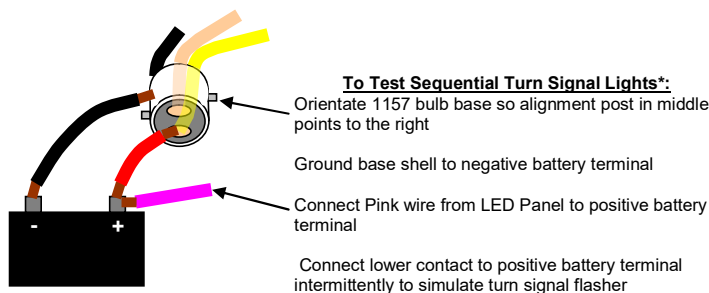 To Test Sequential Turn Signal Lights*:
Orientate 1157 bulb base so alignment post in middle
points to the right
Ground base shell to negative battery terminal
Connect Pink wire from LED Panel to positive battery
terminal
Connect lower contact to positive battery terminal
intermittently to simulate turn signal flasher
- +